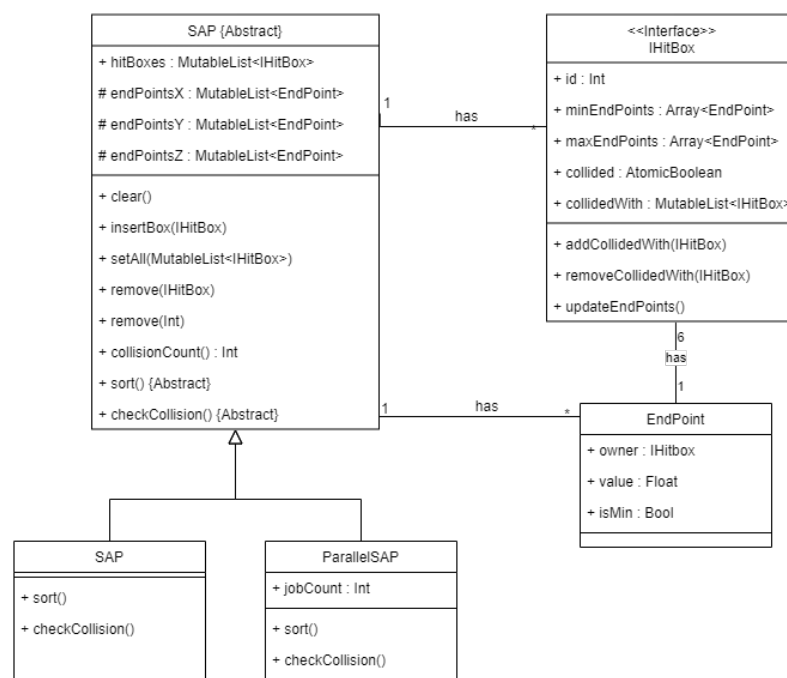 SAP {Abstract}
+ hitBoxes : MutableList<IHitBox>
# endPointsX : MutableList<EndPoint>
# endPointsY : MutableList<EndPoint>
# endPointsZ : MutableList<EndPoint>
+ clear()
+ insertBox(IHitBox)
+ setAll(MutableList<IHitBox>)
+ remove(IHitBox)
+ remove(Int)
+ collisionCount() : Int
+ sort() {Abstract}
+ checkCollision() {Abstract}
1
has
*
<<Interface>>
IHitBox
+ id : Int
+ minEndPoints : Array<EndPoint>
+ maxEndPoints : Array<EndPoint>
+ collided : AtomicBoolean
+ collidedWith : MutableList<IHitBox>
+ addCollidedWith(IHitBox)
+ removeCollidedWith(IHitBox)
+ updateEndPoints()
6
has
1
1
has
*
EndPoint
+ owner : IHitbox
+ value : Float
+ isMin : Bool
SAP
+ sort()
+ checkCollision()
ParallelSAP
+ jobCount : Int
+ sort()
+ checkCollision()